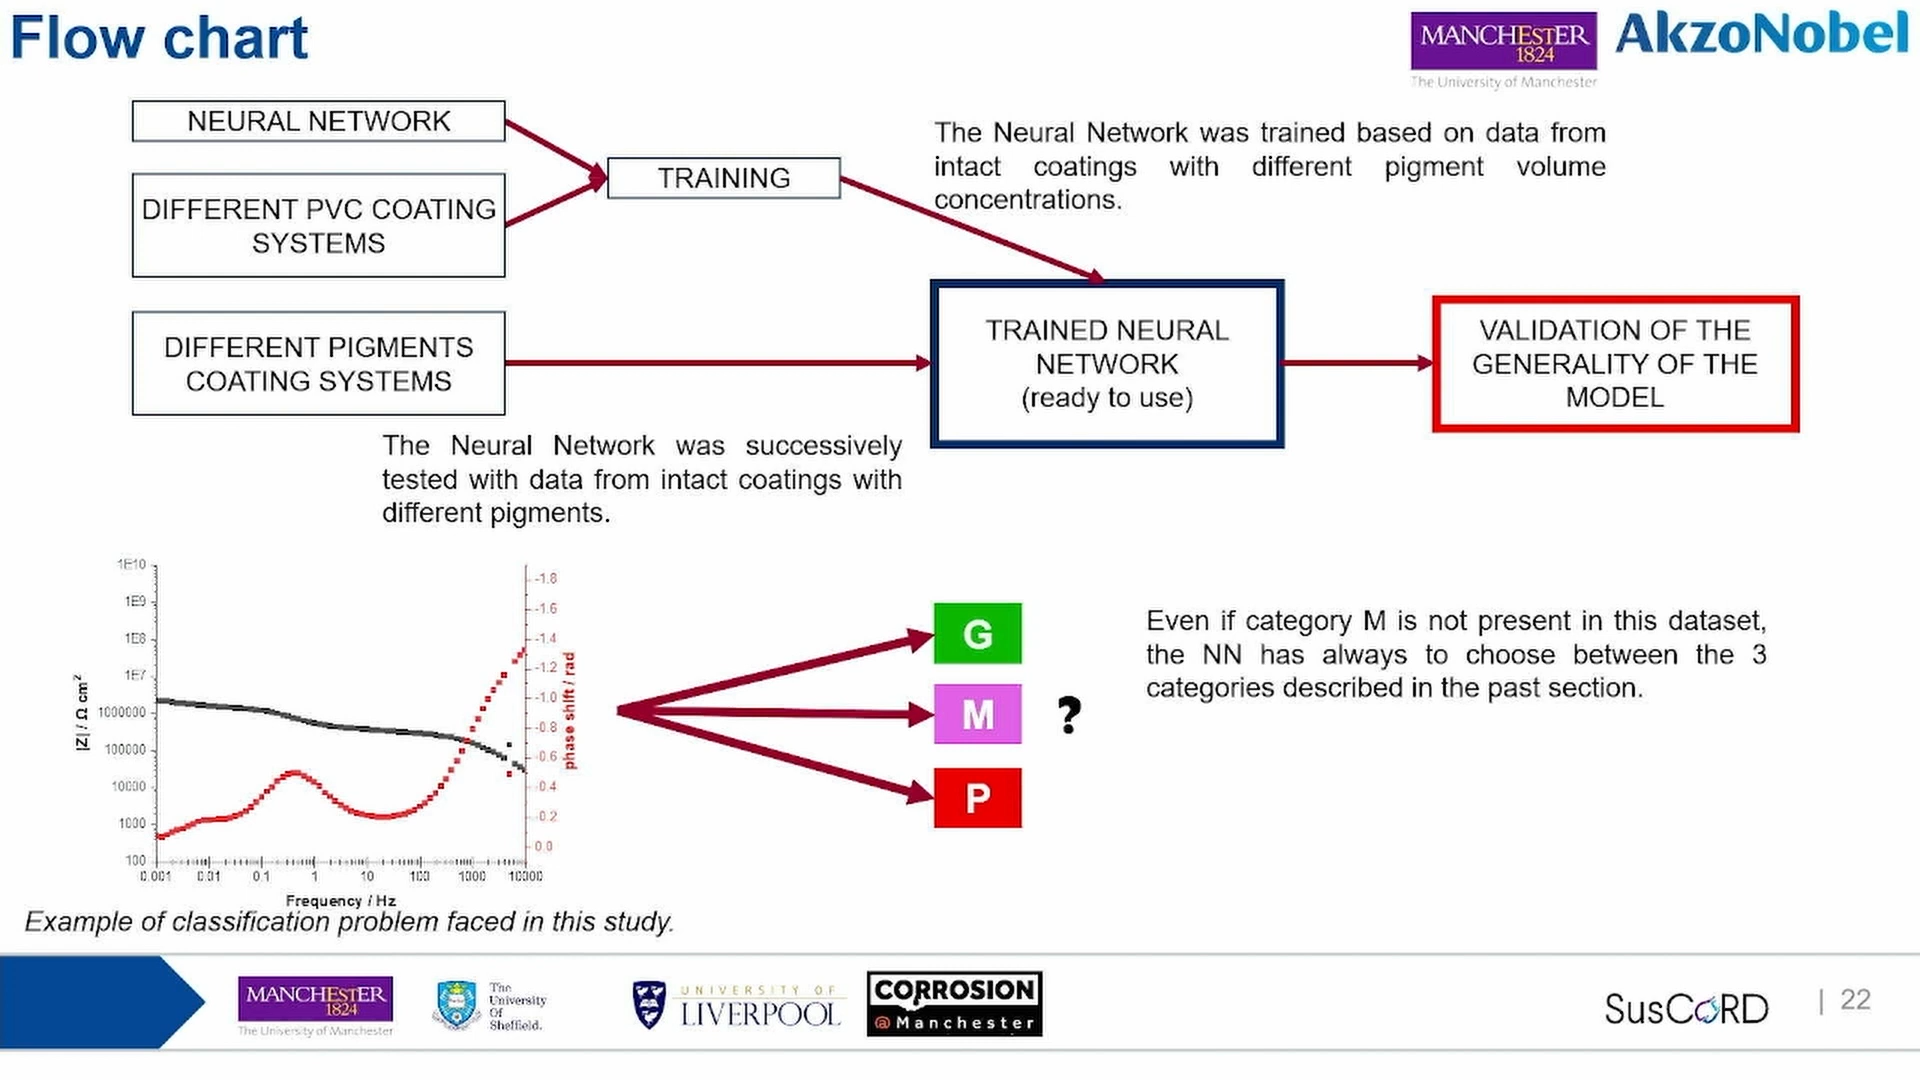 Flow chart
MANCHESTER
1824
The University of Manchester
AkzoNobel
NEURAL NETWORK
DIFFERENT PVC COATING
SYSTEMS
TRAINING
The Neural Network was trained based on data from
intact coatings with different pigment volume
concentrations.
DIFFERENT PIGMENTS
COATING SYSTEMS
TRAINED NEURAL
NETWORK
(ready to use)
VALIDATION OF THE
GENERALITY OF THE
MODEL
The Neural Network was successively
tested with data from intact coatings with
different pigments.
1E10
1E9
1E8
1E7
1000000
100000
10000
1000
100
|Z| / Ω cm²
-1.8
-1.6
-1.4
-1.2
-1.0
-0.8
-0.6
-0.4
-0.2
0.0
phase shift / rad
0.001 0.01 0.1 1 10 100 1000 10000
Frequency / Hz
G
M
P
?
Even if category M is not present in this dataset,
the NN has always to choose between the 3
categories described in the past section.
Example of classification problem faced in this study.
MANCHESTER
1824
The University of Manchester
The
University
Of
Sheffield.
UNIVERSITY OF
LIVERPOOL
CORROSION
@Manchester
SusCoRD
| 22